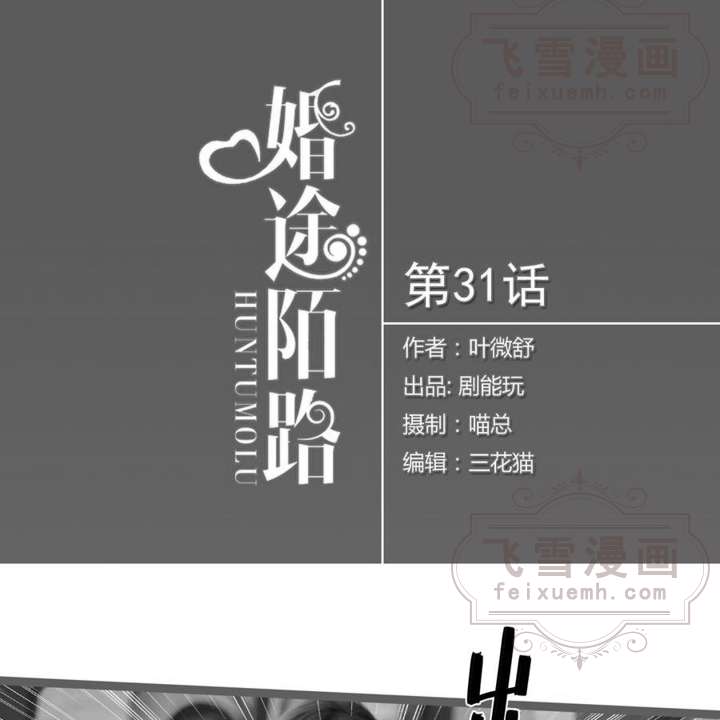 飞雪漫画
feixuemh.com
婚途陌路
HUNTUMOLU
第31话
作者：叶微舒
出品: 剧能玩
摄制：喵总
编辑：三花猫
飞雪漫画
feixuemh.com